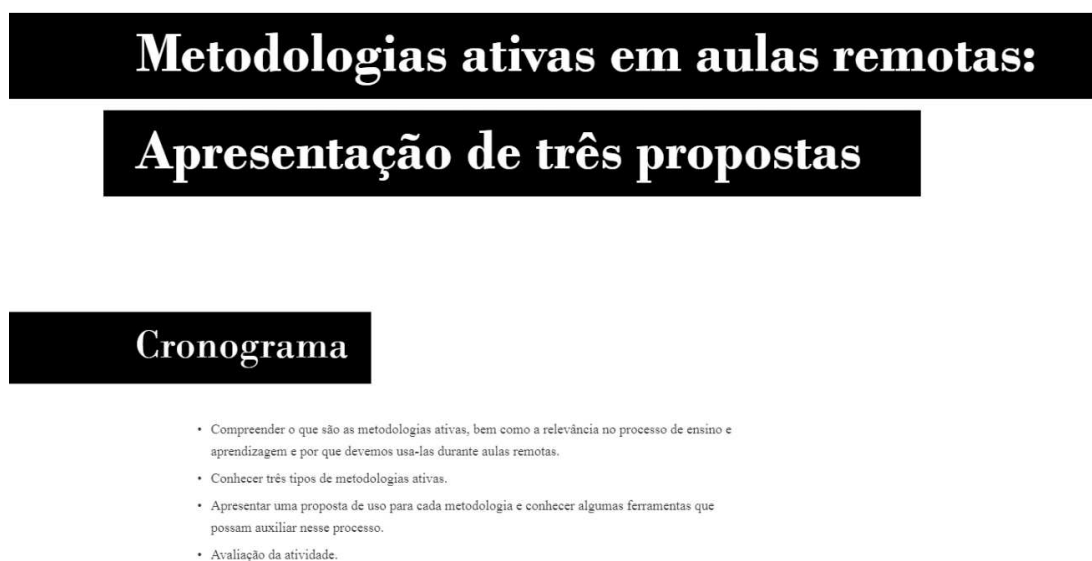 Metodologias ativas em aulas remotas:
Apresentação de três propostas
Cronograma
• Compreender o que são as metodologias ativas, bem como a relevância no processo de ensino e
aprendizagem e por que devemos usa-las durante aulas remotas.
• Conhecer três tipos de metodologias ativas.
• Apresentar uma proposta de uso para cada metodologia e conhecer algumas ferramentas que
possam auxiliar nesse processo.
• Avaliação da atividade.